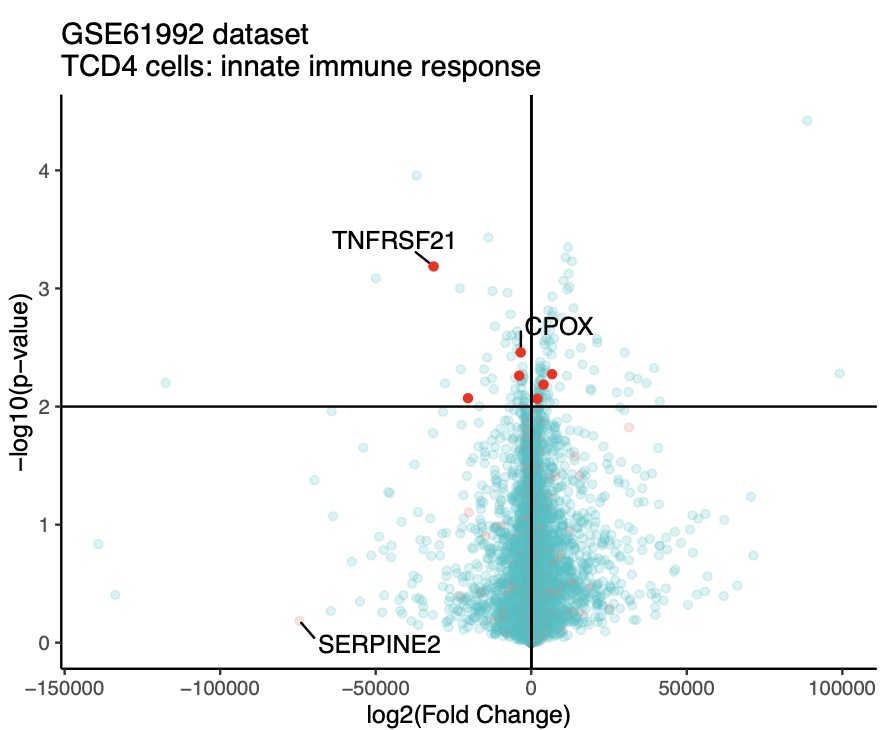 GSE61992 dataset
TCD4 cells: innate immune response
4
TNFRSF21
3
CPOX
2
−log10(p−value)
1
0
SERPINE2
−150000 −100000 −50000 0 50000 100000
log2(Fold Change)